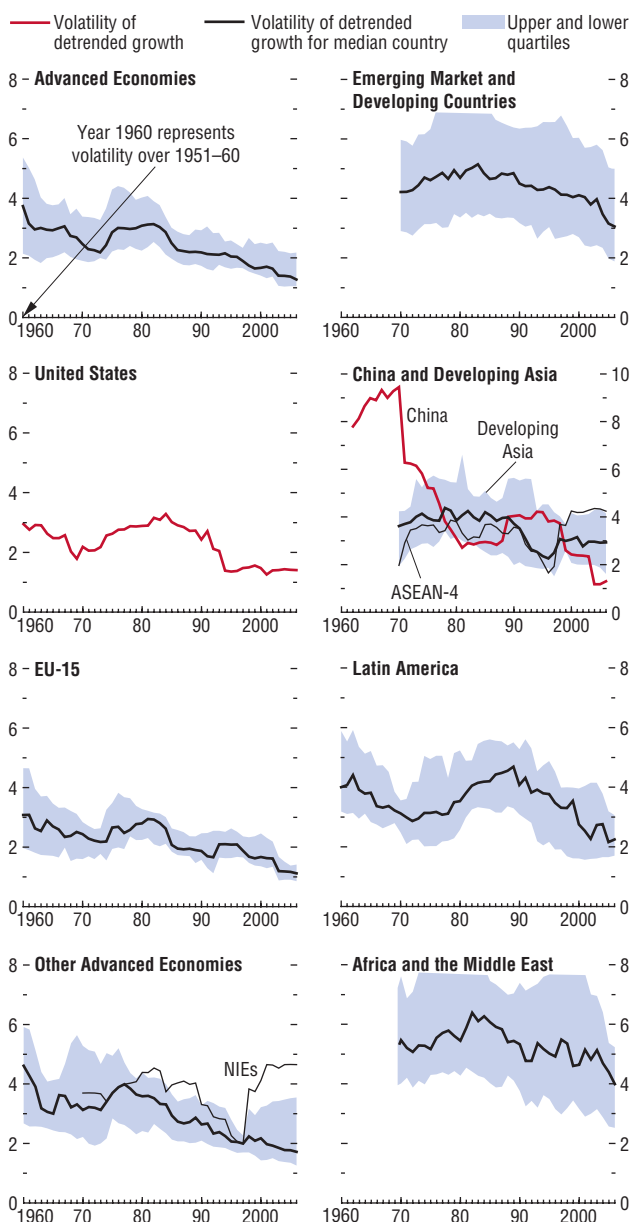 Volatility of
detrended growth
Volatility of detrended
growth for median country
Upper and lower
quartiles
Advanced Economies
Year 1960 represents
volatility over 1951–60
8
6
4
2
0
1960 70 80 90 2000
Emerging Market and
Developing Countries
8
6
4
2
0
1960 70 80 90 2000
United States
8
6
4
2
0
1960 70 80 90 2000
China and Developing Asia
China
Developing
Asia
ASEAN-4
10
8
6
4
2
0
1960 70 80 90 2000
EU-15
8
6
4
2
0
1960 70 80 90 2000
Latin America
8
6
4
2
0
1960 70 80 90 2000
Other Advanced Economies
NIEs
8
6
4
2
0
1960 70 80 90 2000
Africa and the Middle East
8
6
4
2
0
1960 70 80 90 2000